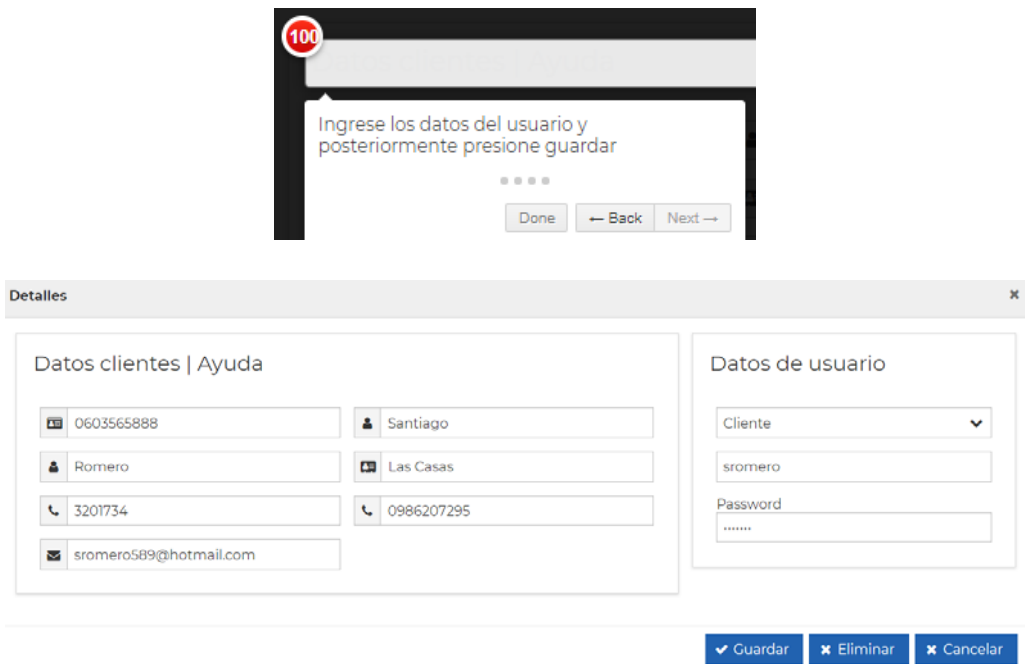 100
Datos clientes | Ayuda
Ingrese los datos del usuario y
posteriormente presione guardar
Done ← Back Next →
Detalles ×
Datos clientes | Ayuda
Datos de usuario
0603565888 Santiago
Cliente
Romero Las Casas
sromero
3201734 0986207295
Password
.......
sromero589@hotmail.com
Guardar Eliminar Cancelar